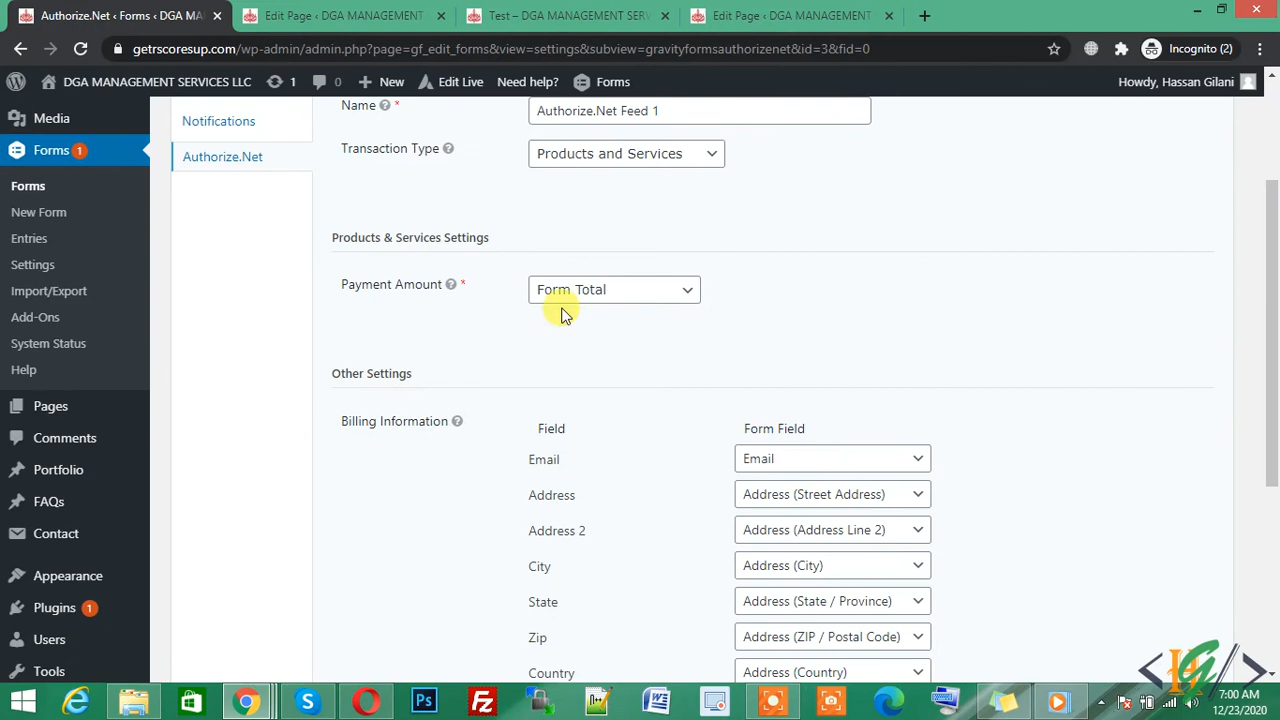 Authorize.Net ‹ Forms ‹ DGA MA
Edit Page ‹ DGA MANAGEMENT
Test – DGA MANAGEMENT SERV
Edit Page ‹ DGA MANAGEMENT
getrscoresup.com/wp-admin/admin.php?page=gf_edit_forms&view=settings&subview=gravityformsauthorizenet&id=3&fid=0
Incognito (2)
DGA MANAGEMENT SERVICES LLC 1 0 New Edit Live Need help? Forms
Howdy, Hassan Gilani
Media
Forms 1
Forms
New Form
Entries
Settings
Import/Export
Add-Ons
System Status
Help
Pages
Comments
Portfolio
FAQs
Contact
Appearance
Plugins 1
Users
Tools
Notifications
Authorize.Net
Name * Authorize.Net Feed 1
Transaction Type Products and Services
Products & Services Settings
Payment Amount * Form Total
Other Settings
Billing Information
Field Form Field
Email Email
Address Address (Street Address)
Address 2 Address (Address Line 2)
City Address (City)
State Address (State / Province)
Zip Address (ZIP / Postal Code)
Country Address (Country)
7:00 AM
12/23/2020